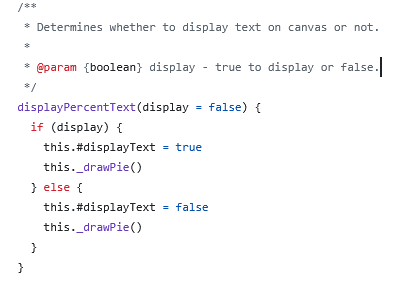 /**
 * Determines whether to display text on canvas or not.
 *
 * @param {boolean} display - true to display or false.
 */
displayPercentText(display = false) {
  if (display) {
    this.#displayText = true
    this._drawPie()
  } else {
    this.#displayText = false
    this._drawPie()
  }
}